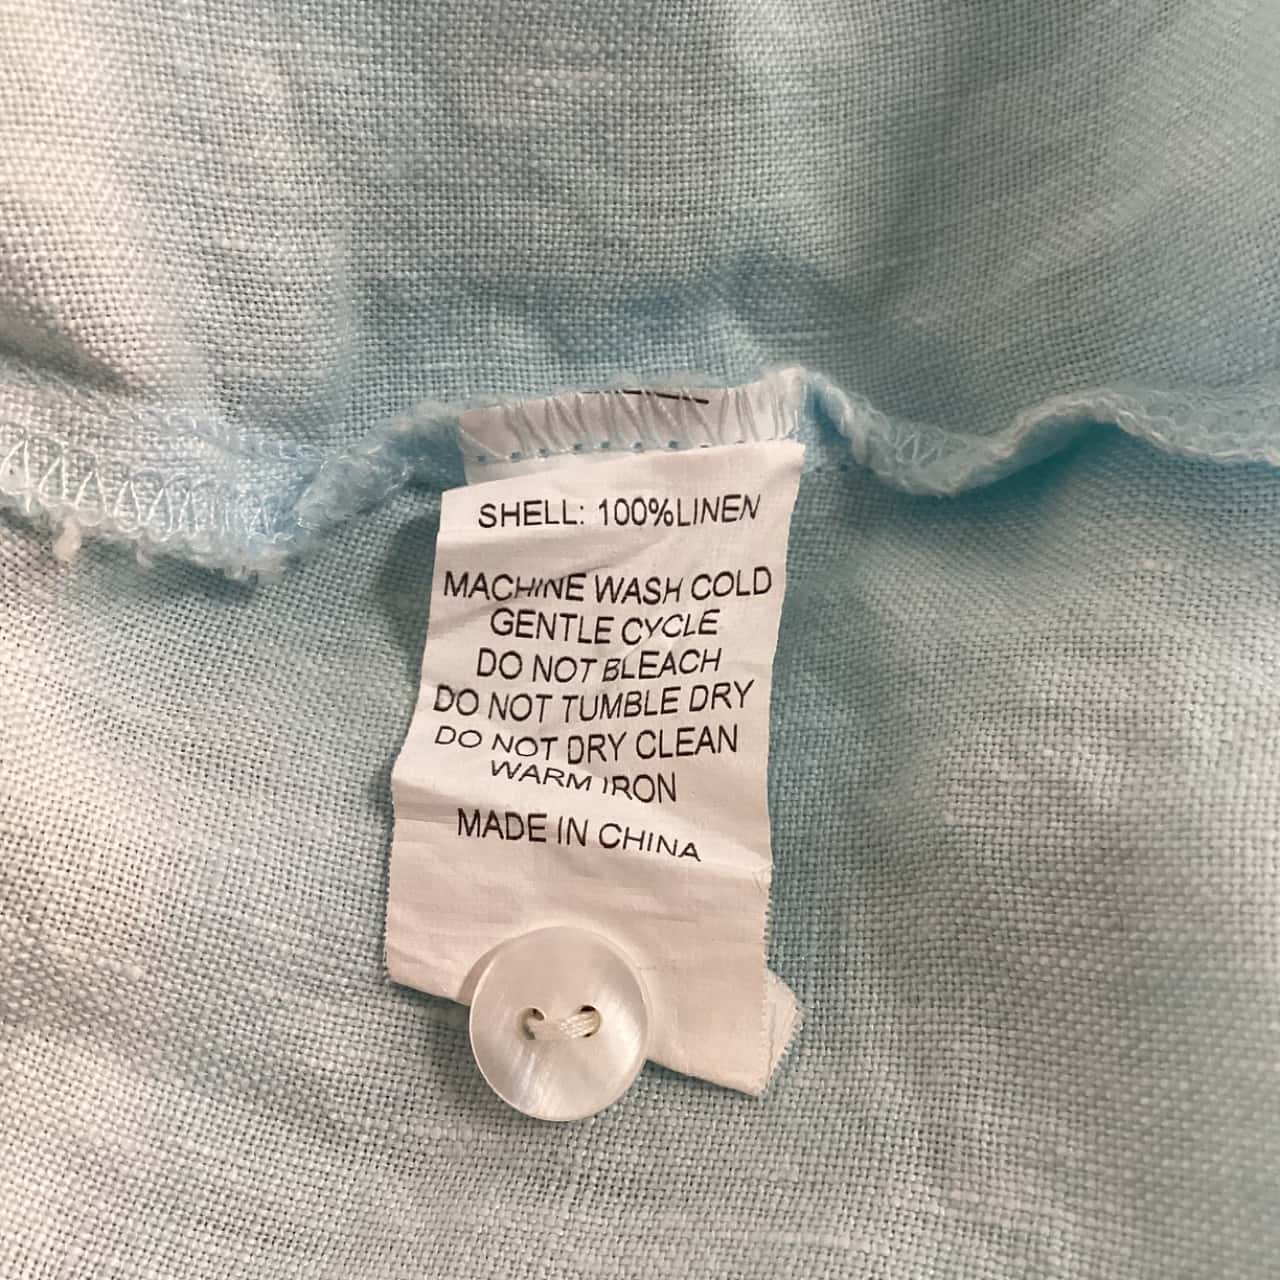 SHELL: 100%LINEN
MACHINE WASH COLD
GENTLE CYCLE
DO NOT BLEACH
DO NOT TUMBLE DRY
DO NOT DRY CLEAN
WARM IRON
MADE IN CHINA